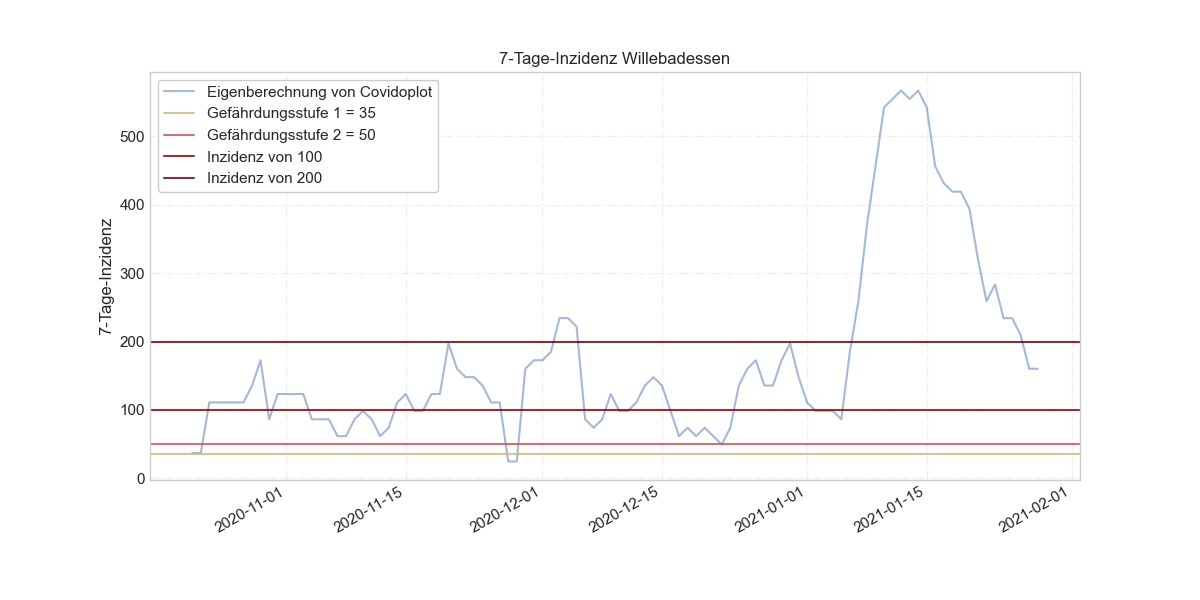 7-Tage-Inzidenz Willebadessen
Eigenberechnung von Covidoplot
Gefährdungsstufe 1 = 35
Gefährdungsstufe 2 = 50
Inzidenz von 100
Inzidenz von 200
7-Tage-Inzidenz
500
400
300
200
100
0
2020-11-01
2020-11-15
2020-12-01
2020-12-15
2021-01-01
2021-01-15
2021-02-01